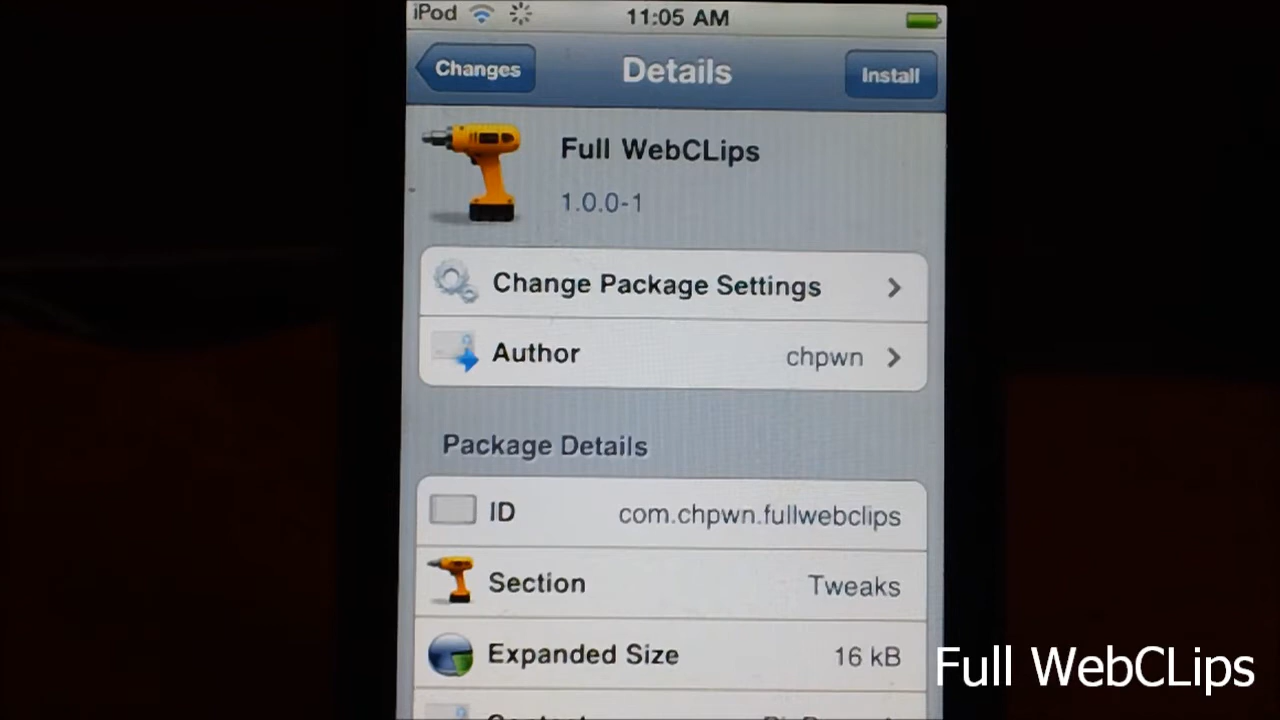 iPod 11:05 AM
Changes Details Install
Full WebCLips
1.0.0-1
Change Package Settings
Author chpwn
Package Details
ID com.chpwn.fullwebclips
Section Tweaks
Expanded Size 16 kB
Full WebCLips